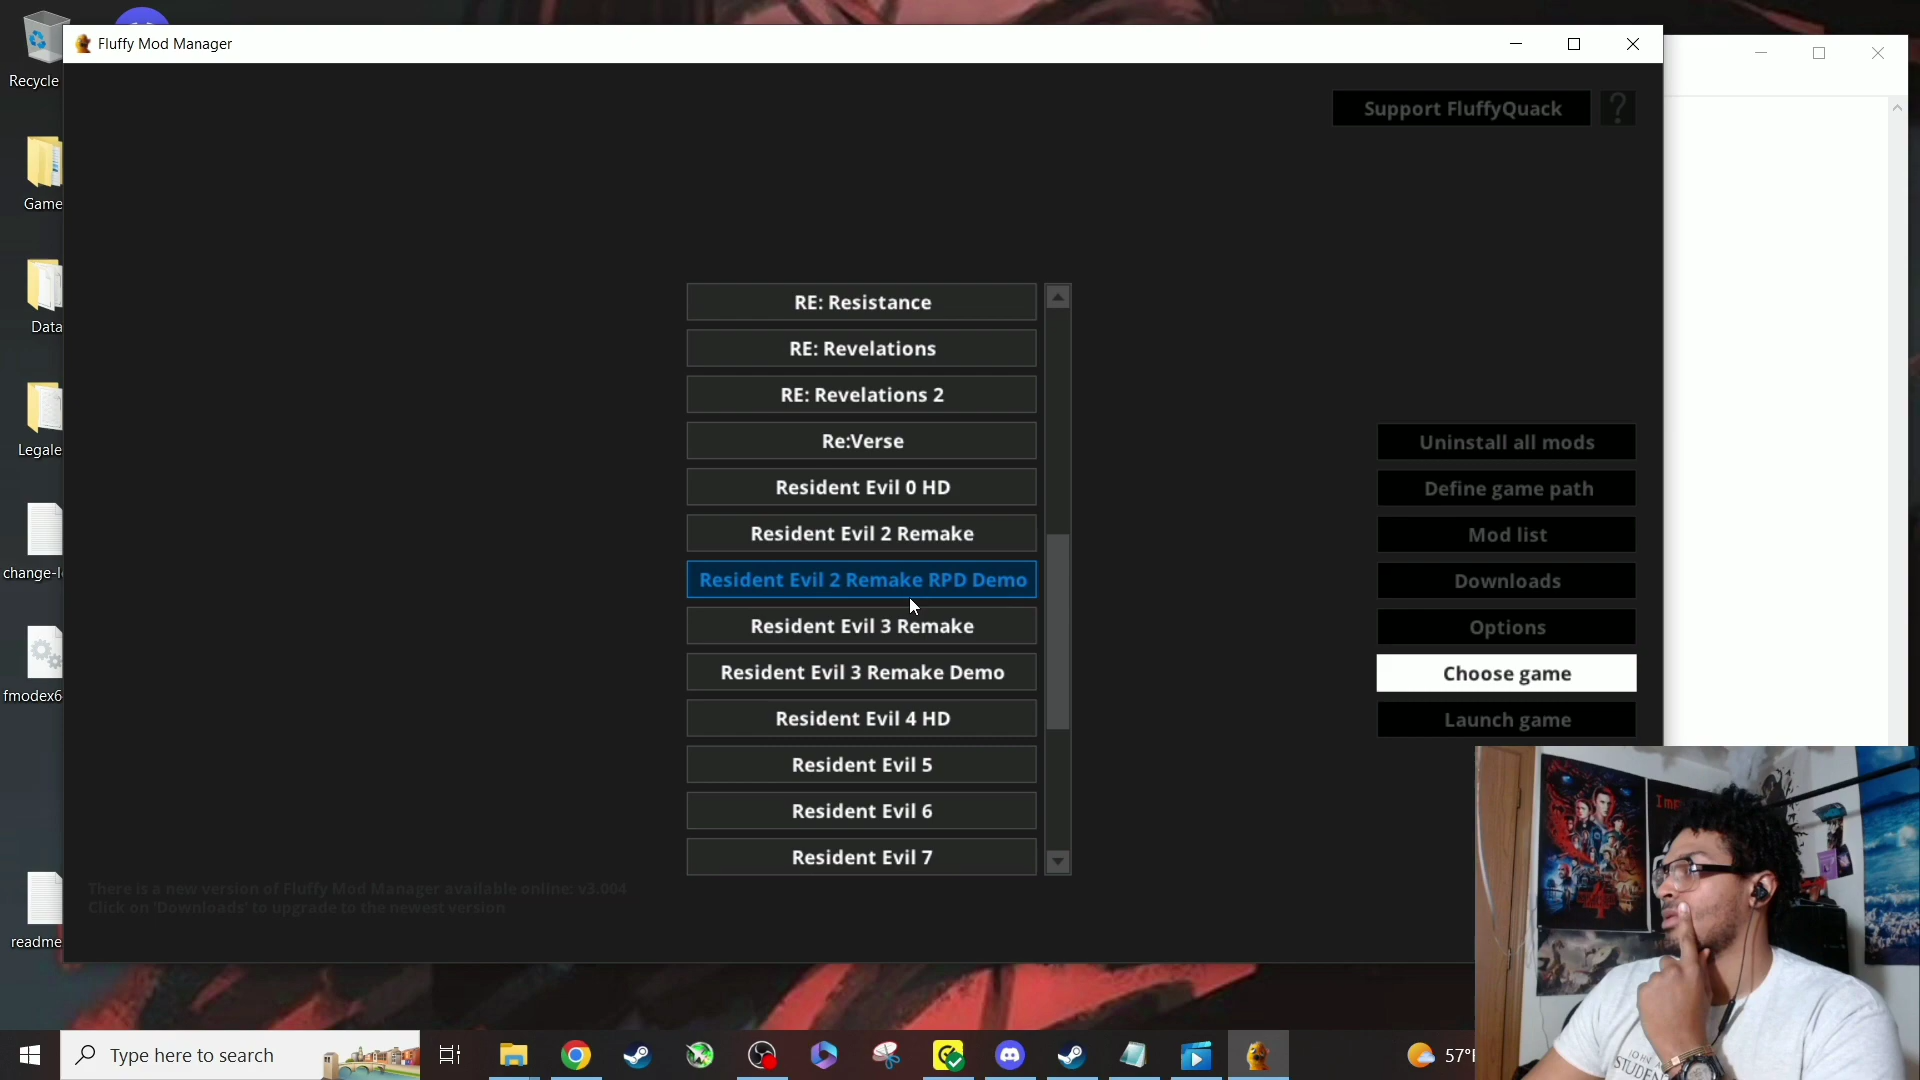 Fluffy Mod Manager
Recycle
Support FluffyQuack
?
Game
Data
Legale
change-l
fmodex6
readme
RE: Resistance
RE: Revelations
RE: Revelations 2
Re:Verse
Resident Evil 0 HD
Resident Evil 2 Remake
Resident Evil 2 Remake RPD Demo
Resident Evil 3 Remake
Resident Evil 3 Remake Demo
Resident Evil 4 HD
Resident Evil 5
Resident Evil 6
Resident Evil 7
Uninstall all mods
Define game path
Mod list
Downloads
Options
Choose game
Launch game
There is a new version of Fluffy Mod Manager available online: v3.004
Click on 'Downloads' to upgrade to the newest version
Type here to search
57°F